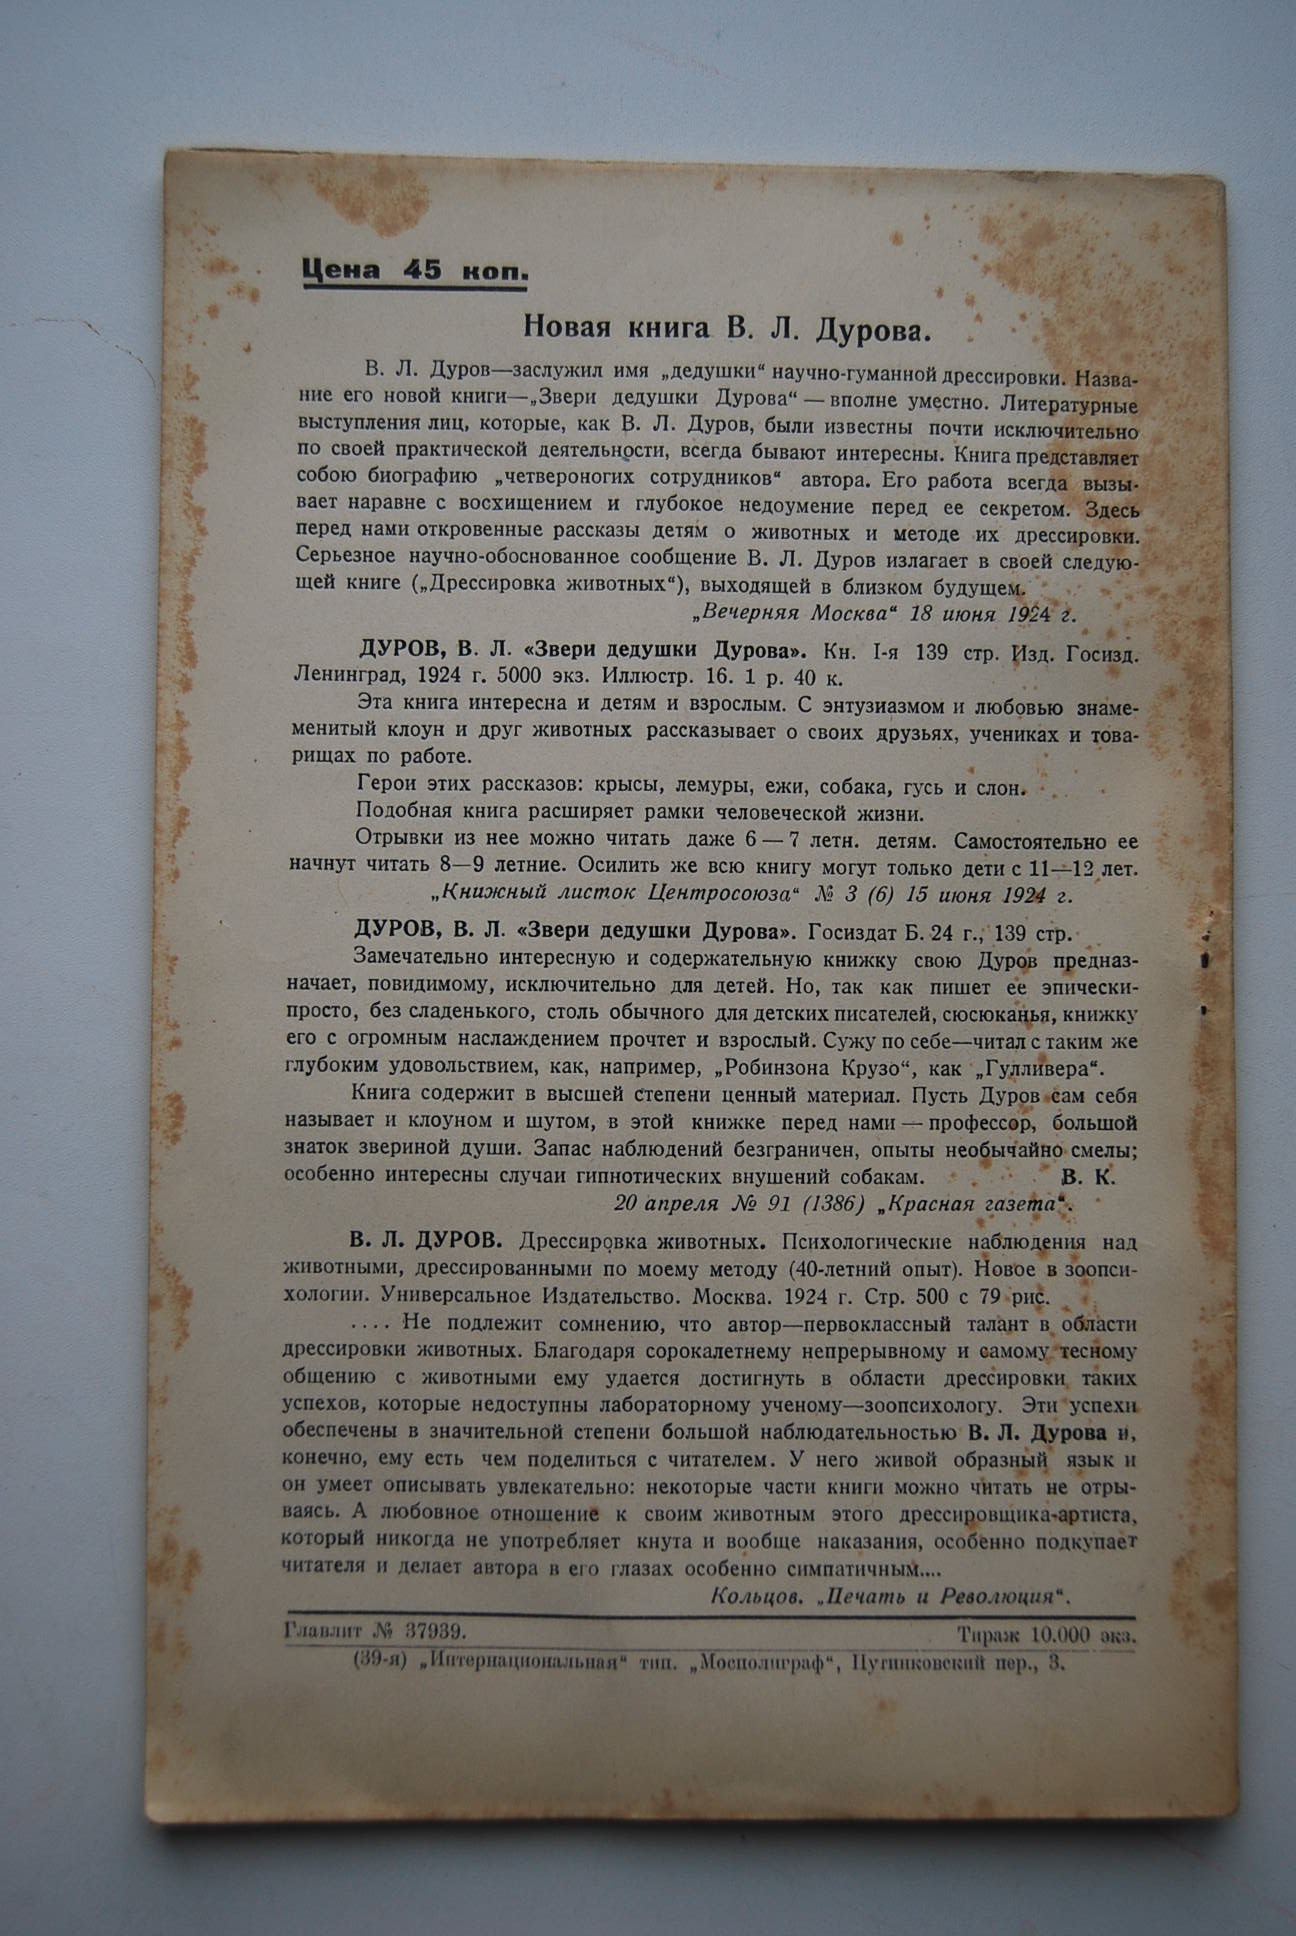 Цена 45 коп.
Новая книга В. Л. Дурова.
В. Л. Дуров—заслужил имя „дедушки“ научно-гуманной дрессировки. Назва-
ние его новой книги—„Звери дедушки Дурова“ — вполне уместно. Литературные
выступления лиц, которые, как В. Л. Дуров, были известны почти исключительно
по своей практической деятельности, всегда бывают интересны. Книга представляет
собою биографию „четвероногих сотрудников“ автора. Его работа всегда вызы-
вает наравне с восхищением и глубокое недоумение перед ее секретом. Здесь
перед нами откровенные рассказы детям о животных и методе их дрессировки.
Серьезное научно-обоснованное сообщение В. Л. Дуров излагает в своей следую-
щей книге („Дрессировка животных“), выходящей в близком будущем.
„Вечерняя Москва“ 18 июня 1924 г.
ДУРОВ, В. Л. «Звери дедушки Дурова». Кн. I-я 139 стр. Изд. Госизд.
Ленинград, 1924 г. 5000 экз. Иллюстр. 16. 1 р. 40 к.
Эта книга интересна и детям и взрослым. С энтузиазмом и любовью знаме-
менитый клоун и друг животных рассказывает о своих друзьях, учениках и това-
рищах по работе.
Герои этих рассказов: крысы, лемуры, ежи, собака, гусь и слон.
Подобная книга расширяет рамки человеческой жизни.
Отрывки из нее можно читать даже 6 — 7 летн. детям. Самостоятельно ее
начнут читать 8—9 летние. Осилить же всю книгу могут только дети с 11—12 лет.
„Книжный листок Центросоюза“ № 3 (6) 15 июня 1924 г.
ДУРОВ, В. Л. «Звери дедушки Дурова». Госиздат Б. 24 г., 139 стр.
Замечательно интересную и содержательную книжку свою Дуров предназ-
начает, повидимому, исключительно для детей. Но, так как пишет ее эпически-
просто, без сладенького, столь обычного для детских писателей, сюсюканья, книжку
его с огромным наслаждением прочтет и взрослый. Сужу по себе—читал с таким же
глубоким удовольствием, как, например, „Робинзона Крузо“, как „Гулливера“.
Книга содержит в высшей степени ценный материал. Пусть Дуров сам себя
называет и клоуном и шутом, в этой книжке перед нами — профессор, большой
знаток звериной души. Запас наблюдений безграничен, опыты необычайно смелы;
особенно интересны случаи гипнотических внушений собакам. В. К.
20 апреля № 91 (1386) „Красная газета“.
В. Л. ДУРОВ. Дрессировка животных. Психологические наблюдения над
животными, дрессированными по моему методу (40-летний опыт). Новое в зоопси-
хологии. Универсальное Издательство. Москва. 1924 г. Стр. 500 с 79 рис.
.... Не подлежит сомнению, что автор—первоклассный талант в области
дрессировки животных. Благодаря сорокалетнему непрерывному и самому тесному
общению с животными ему удается достигнуть в области дрессировки таких
успехов, которые недоступны лабораторному ученому—зоопсихологу. Эти успехи
обеспечены в значительной степени большой наблюдательностью В. Л. Дурова и,
конечно, ему есть чем поделиться с читателем. У него живой образный язык и
он умеет описывать увлекательно: некоторые части книги можно читать не отры-
ваясь. А любовное отношение к своим животным этого дрессировщика-артиста,
который никогда не употребляет кнута и вообще наказания, особенно подкупает
читателя и делает автора в его глазах особенно симпатичным....
Кольцов. „Печать и Революция“.
Главлит № 37939. Тираж 10.000 экз.
(39-я) „Интернациональная“ тип. „Мосполиграф“, Путинковский пер., 3.